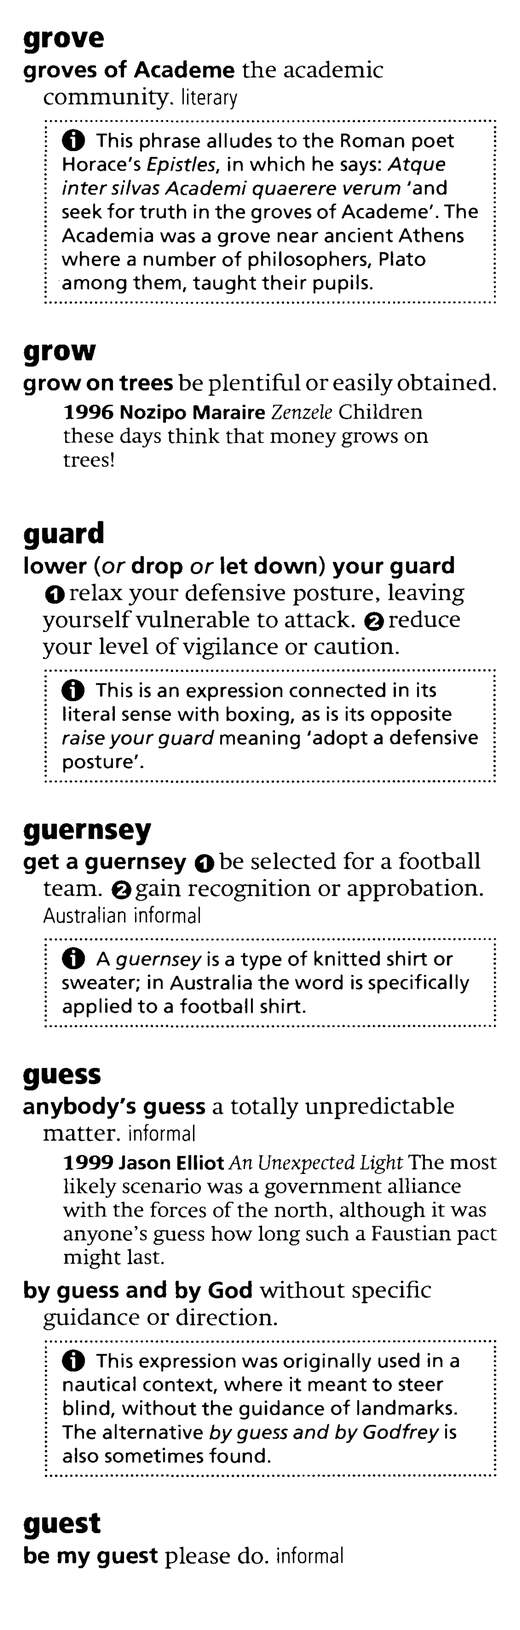 grove
groves of Academe the academic
community. literary
ℹ This phrase alludes to the Roman poet
Horace's Epistles, in which he says: Atque
inter silvas Academi quaerere verum 'and
seek for truth in the groves of Academe'. The
Academia was a grove near ancient Athens
where a number of philosophers, Plato
among them, taught their pupils.
grow
grow on trees be plentiful or easily obtained.
1996 Nozipo Maraire Zenzele Children
these days think that money grows on
trees!
guard
lower (or drop or let down) your guard
❶ relax your defensive posture, leaving
yourself vulnerable to attack. ❷ reduce
your level of vigilance or caution.
ℹ This is an expression connected in its
literal sense with boxing, as is its opposite
raise your guard meaning 'adopt a defensive
posture'.
guernsey
get a guernsey ❶ be selected for a football
team. ❷ gain recognition or approbation.
Australian informal
ℹ A guernsey is a type of knitted shirt or
sweater; in Australia the word is specifically
applied to a football shirt.
guess
anybody's guess a totally unpredictable
matter. informal
1999 Jason Elliot An Unexpected Light The most
likely scenario was a government alliance
with the forces of the north, although it was
anyone's guess how long such a Faustian pact
might last.
by guess and by God without specific
guidance or direction.
ℹ This expression was originally used in a
nautical context, where it meant to steer
blind, without the guidance of landmarks.
The alternative by guess and by Godfrey is
also sometimes found.
guest
be my guest please do. informal